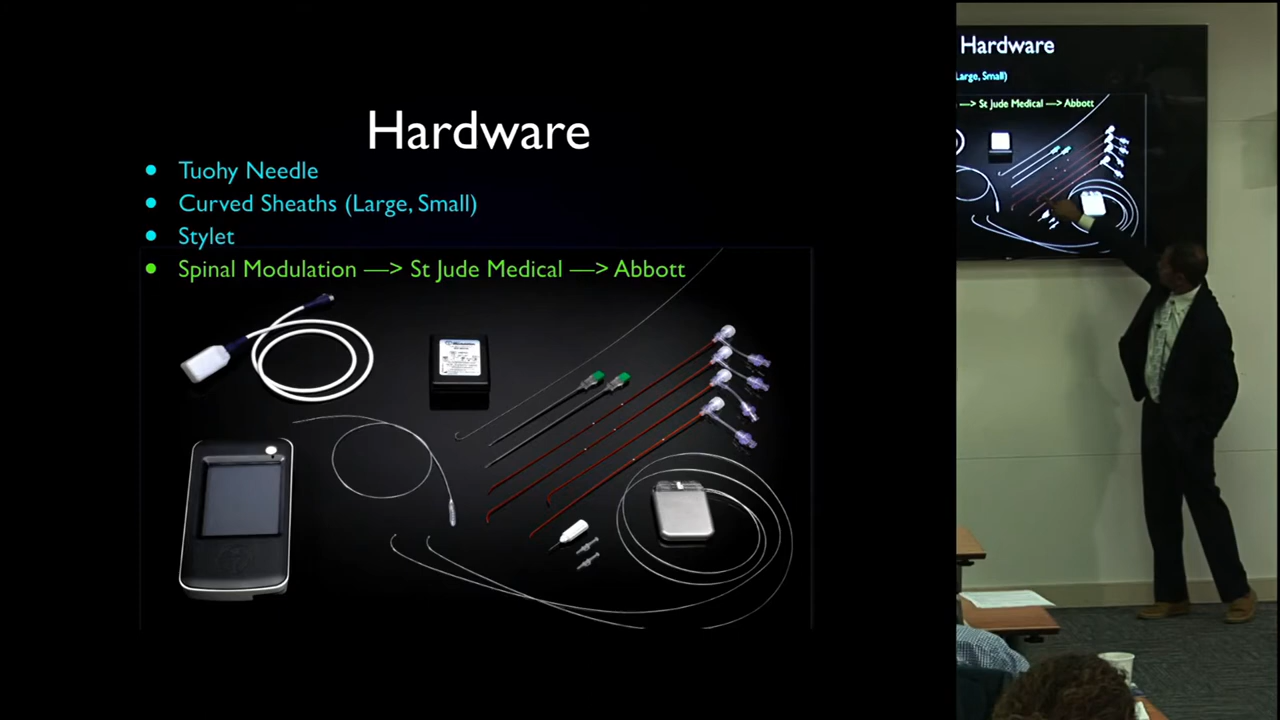 Hardware
• Tuohy Needle
• Curved Sheaths (Large, Small)
• Stylet
• Spinal Modulation —> St Jude Medical —> Abbott
Hardware
Large, Small)
—> St Jude Medical —> Abbott